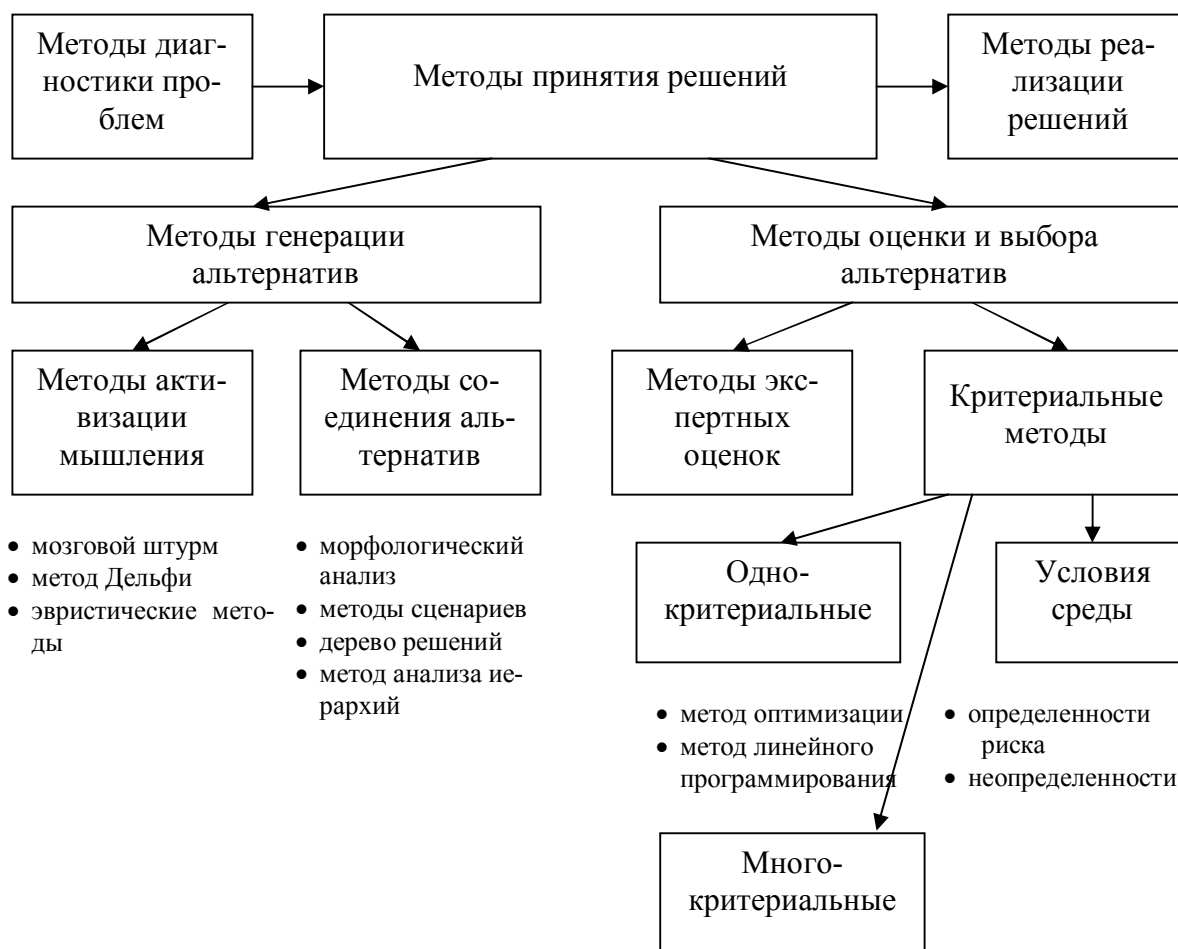 Методы диаг-
ностики про-
блем
Методы принятия решений
Методы реа-
лизации
решений
Методы генерации
альтернатив
Методы оценки и выбора
альтернатив
Методы акти-
визации
мышления
Методы со-
единения аль-
тернатив
Методы экс-
пертных
оценок
Критериальные
методы
• мозговой штурм
• метод Дельфи
• эвристические мето-
ды
• морфологический
анализ
• методы сценариев
• дерево решений
• метод анализа ие-
рархий
Одно-
критериальные
Условия
среды
• метод оптимизации
• метод линейного
программирования
• определенности
риска
• неопределенности
Много-
критериальные